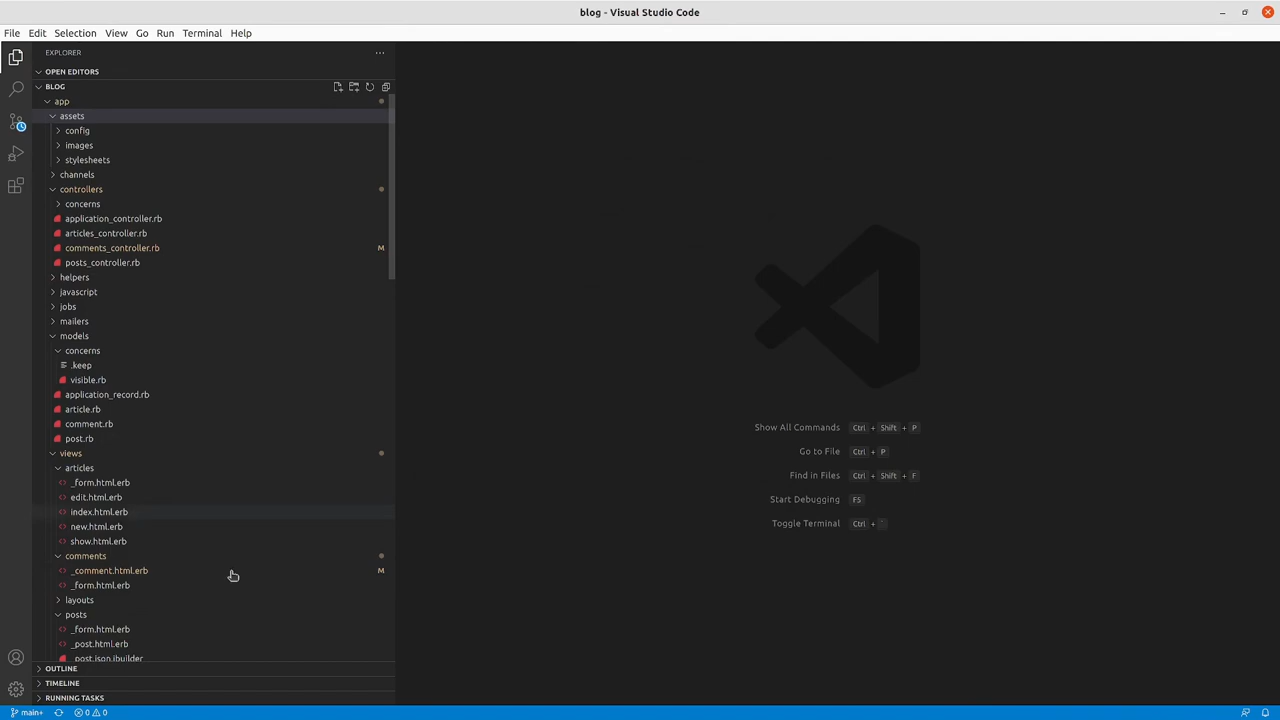 blog - Visual Studio Code
File Edit Selection View Go Run Terminal Help
EXPLORER
OPEN EDITORS
BLOG
app
assets
config
images
stylesheets
channels
controllers
concerns
application_controller.rb
articles_controller.rb
comments_controller.rb M
posts_controller.rb
helpers
javascript
jobs
mailers
models
concerns
.keep
visible.rb
application_record.rb
article.rb
comment.rb
post.rb
views
articles
_form.html.erb
edit.html.erb
index.html.erb
new.html.erb
show.html.erb
comments
_comment.html.erb M
_form.html.erb
layouts
posts
_form.html.erb
_post.html.erb
_post.json.jbuilder
OUTLINE
TIMELINE
RUNNING TASKS
Show All Commands Ctrl + Shift + P
Go to File Ctrl + P
Find in Files Ctrl + Shift + F
Start Debugging F5
Toggle Terminal Ctrl + `
main+ 0 0